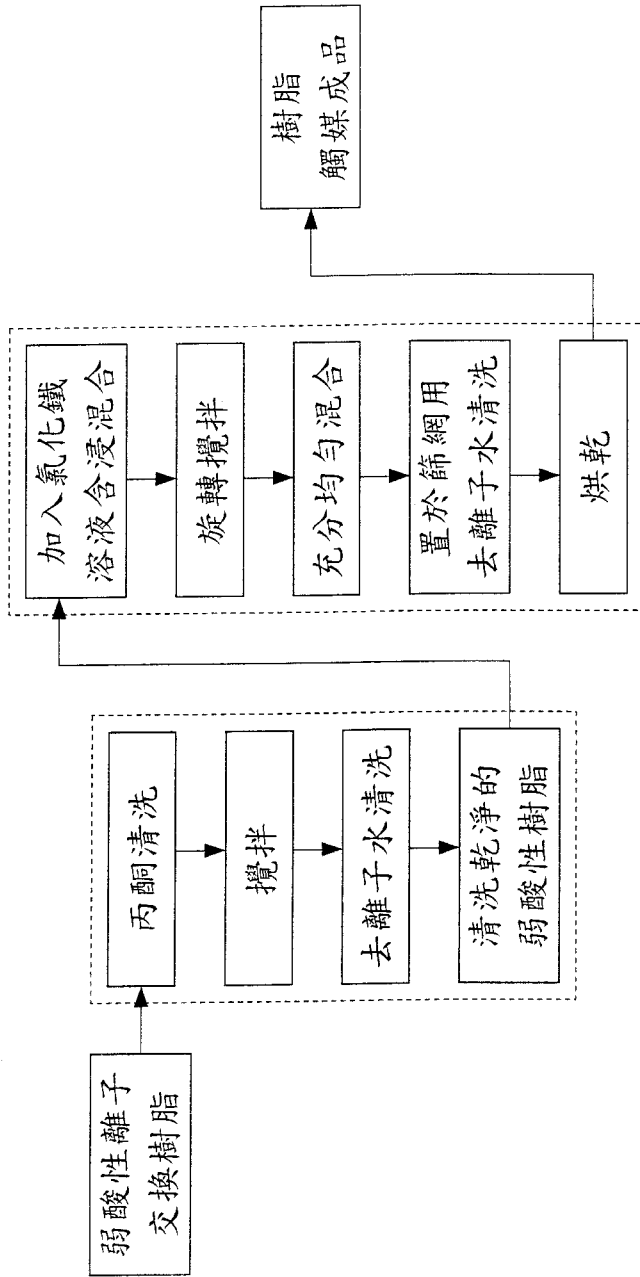 弱酸性離子
交換樹脂
丙酮清洗
攪拌
去離子水清洗
清洗乾淨的
弱酸性樹脂
加入氯化鐵
溶液含浸混合
旋轉攪拌
充分均勻混合
置於篩網用
去離子水清洗
烘乾
樹脂
觸媒成品